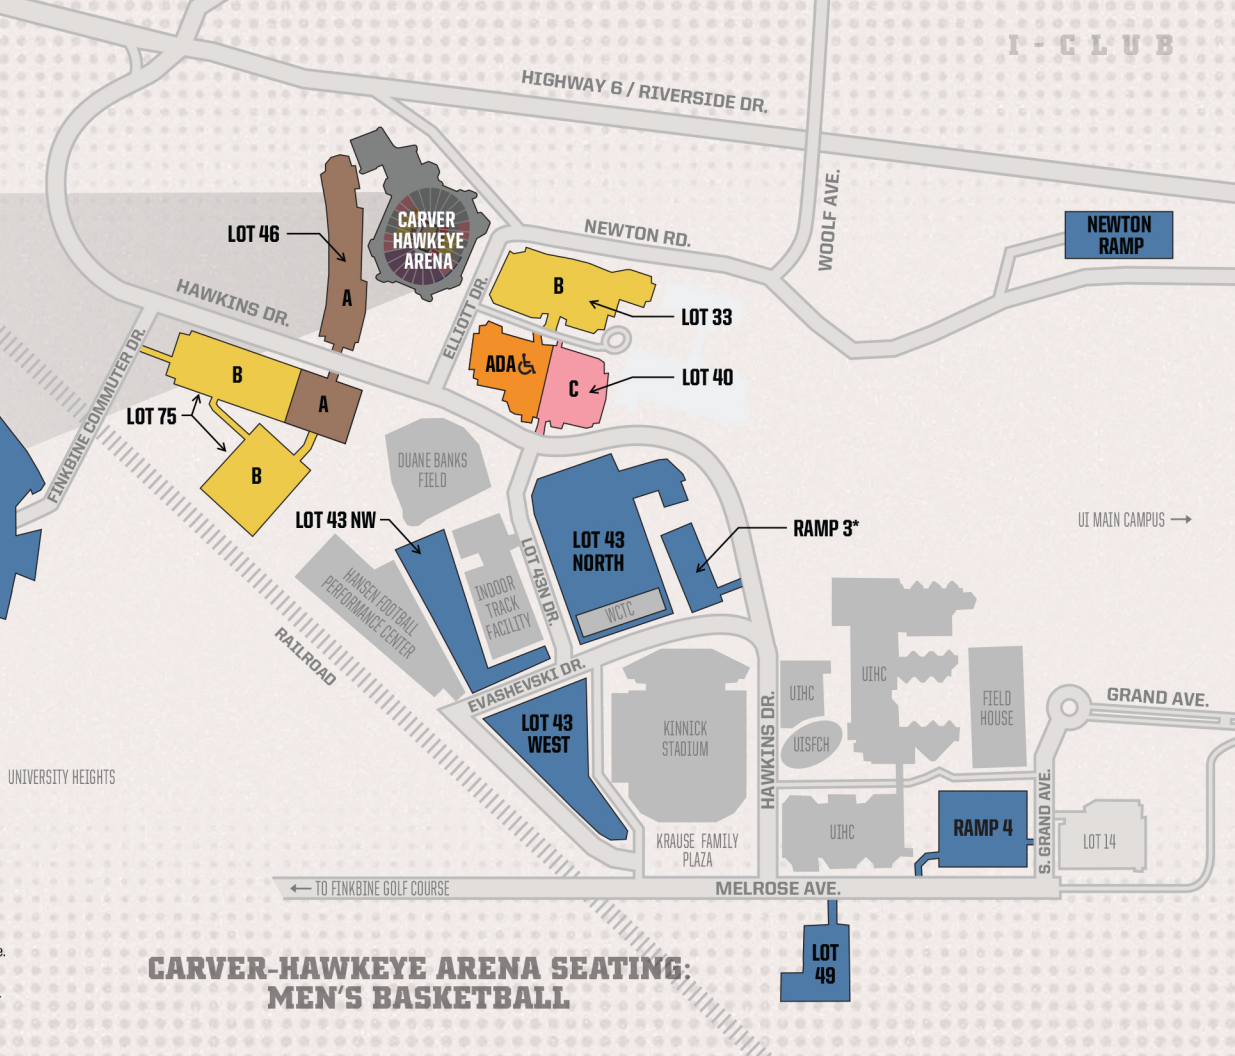 I-CLUB
HIGHWAY 6 / RIVERSIDE DR.
WOOLF AVE.
NEWTON
RAMP
CARVER
HAWKEYE
ARENA
LOT 46
NEWTON RD.
A
HAWKINS DR.
ELLIOTT DR.
B
LOT 33
FINKBINE COMMUTER DR.
ADA
C
LOT 40
B
A
LOT 75
B
DUANE BANKS
FIELD
LOT 43 NW
LOT 43
NORTH
RAMP 3*
UI MAIN CAMPUS
LOT 43N DR.
HANSEN FOOTBALL
PERFORMANCE CENTER
INDOOR
TRACK
FACILITY
WCTC
RAILROAD
EVASHEVSKI DR.
UIHC
UIHC
FIELD
HOUSE
GRAND AVE.
LOT 43
WEST
KINNICK
STADIUM
HAWKINS DR.
UISFCH
UNIVERSITY HEIGHTS
S. GRAND AVE.
KRAUSE FAMILY
PLAZA
UIHC
RAMP 4
LOT 14
TO FINKBINE GOLF COURSE
MELROSE AVE.
LOT
49
e.
CARVER-HAWKEYE ARENA SEATING:
MEN'S BASKETBALL